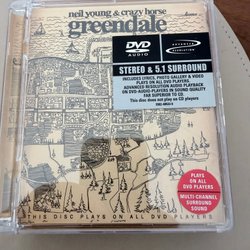 neil young & crazy horse
greendale
DVD
AUDIO
ADVANCED
RESOLUTION
STEREO & 5.1 SURROUND
INCLUDES LYRICS, PHOTO GALLERY & VIDEO
PLAYS ON ALL DVD PLAYERS.
ADVANCED RESOLUTION AUDIO PLAYBACK
ON DVD-AUDIO PLAYERS IN SOUND QUALITY
FAR SUPERIOR TO CD
This disc does not play on CD players
PLAYS
ON ALL
DVD PLAYERS
MULTI-CHANNEL
SURROUND
SOUND
THIS DISC PLAYS ON ALL DVD PLAYERS